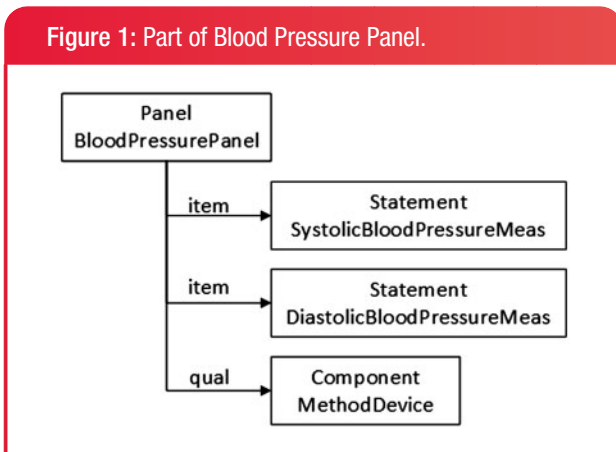 Figure 1: Part of Blood Pressure Panel.
Panel
BloodPressurePanel
item
Statement
SystolicBloodPressureMeas
item
Statement
DiastolicBloodPressureMeas
qual
Component
MethodDevice